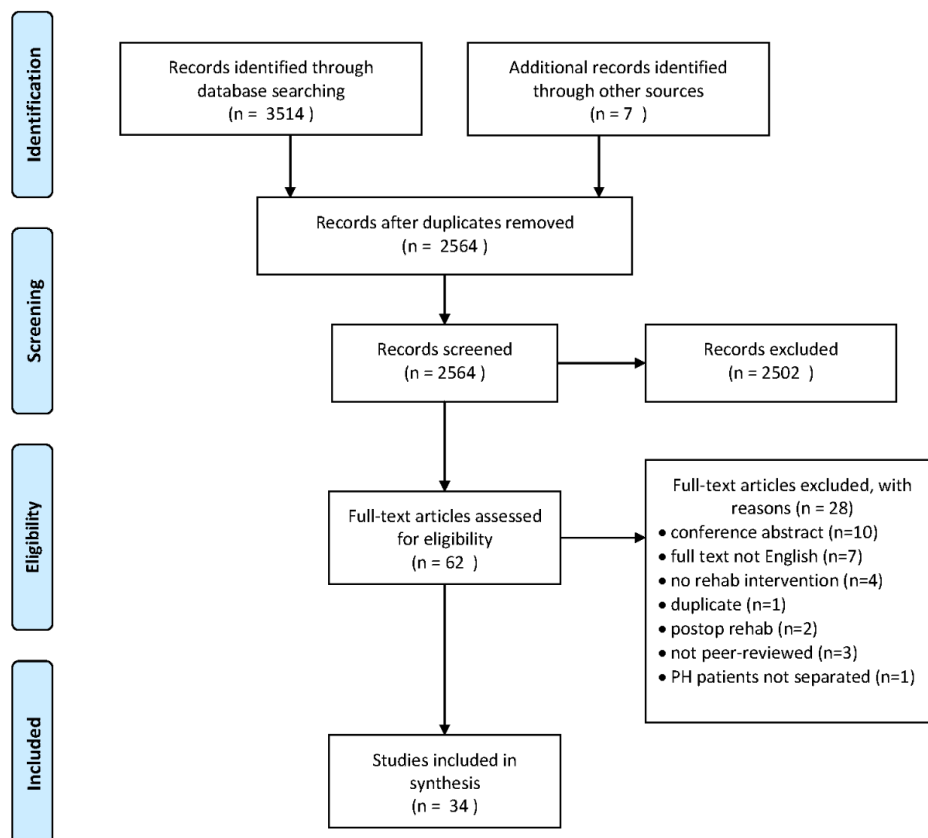 Identification
Records identified through
database searching
(n = 3514 )
Additional records identified
through other sources
(n = 7 )
Records after duplicates removed
(n = 2564 )
Screening
Records screened
(n = 2564 )
Records excluded
(n = 2502 )
Eligibility
Full-text articles assessed
for eligibility
(n = 62 )
Full-text articles excluded, with
reasons (n = 28)
• conference abstract (n=10)
• full text not English (n=7)
• no rehab intervention (n=4)
• duplicate (n=1)
• postop rehab (n=2)
• not peer-reviewed (n=3)
• PH patients not separated (n=1)
Included
Studies included in
synthesis
(n = 34 )